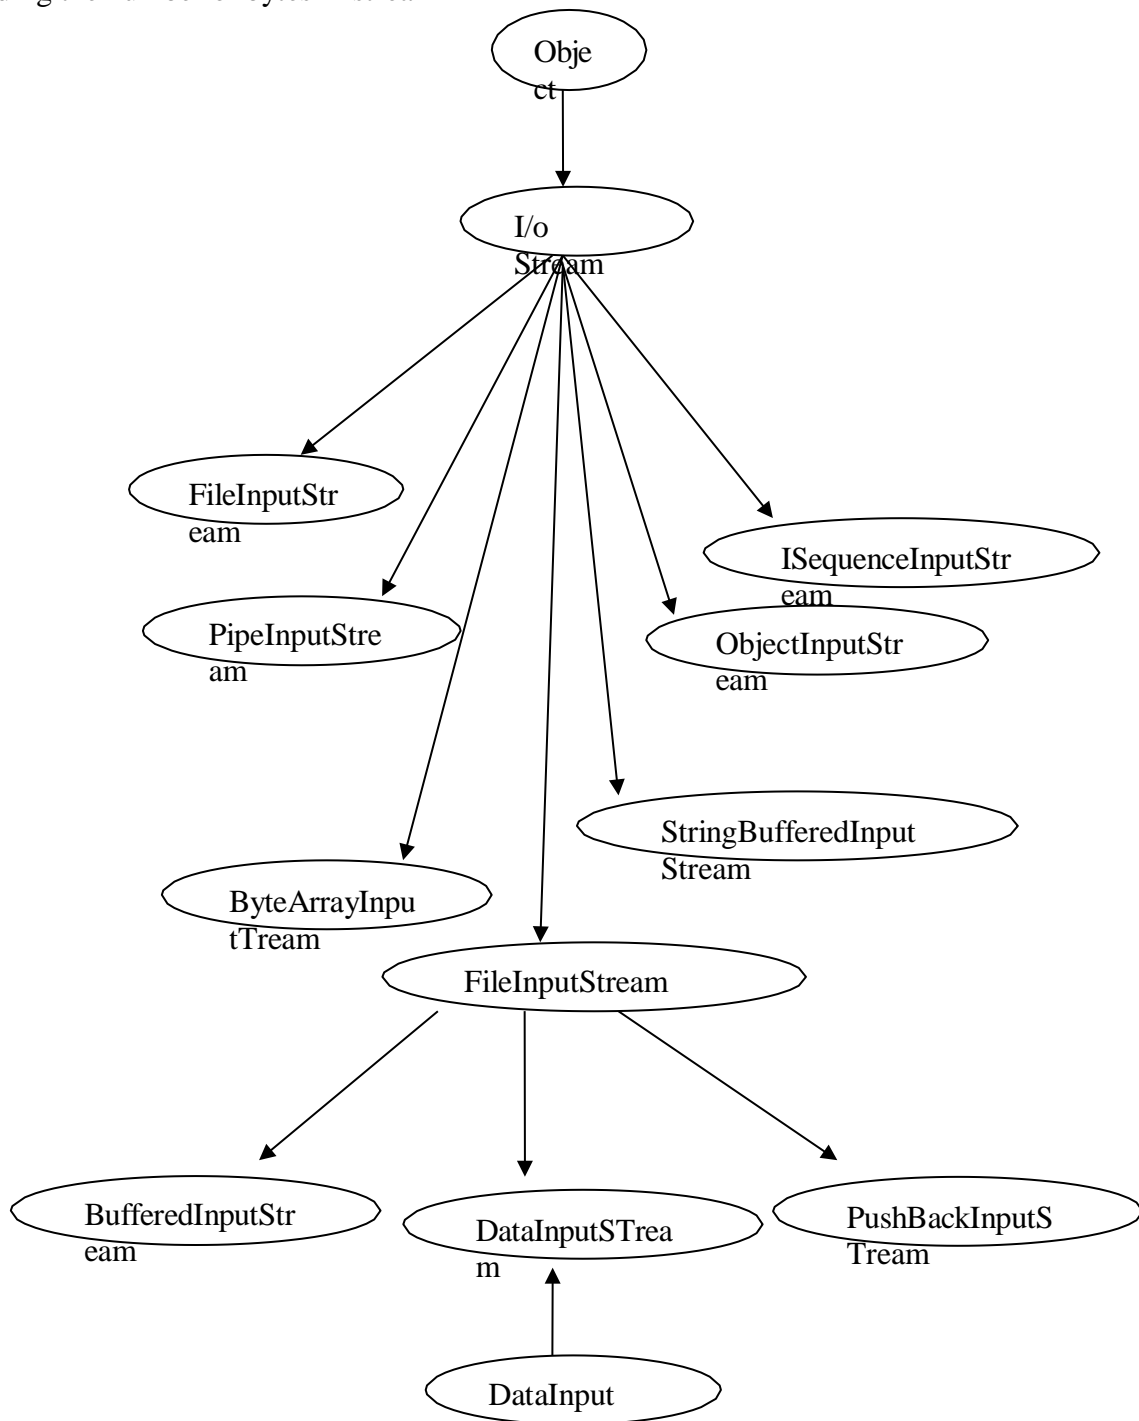 Obje
ct
I/o
Stream
FileInputStr
eam
ISequenceInputStr
eam
PipeInputStre
am
ObjectInputStr
eam
StringBufferedInput
Stream
ByteArrayInpu
tTream
FileInputStream
BufferedInputStr
eam
DataInputSTrea
m
PushBackInputS
Tream
DataInput